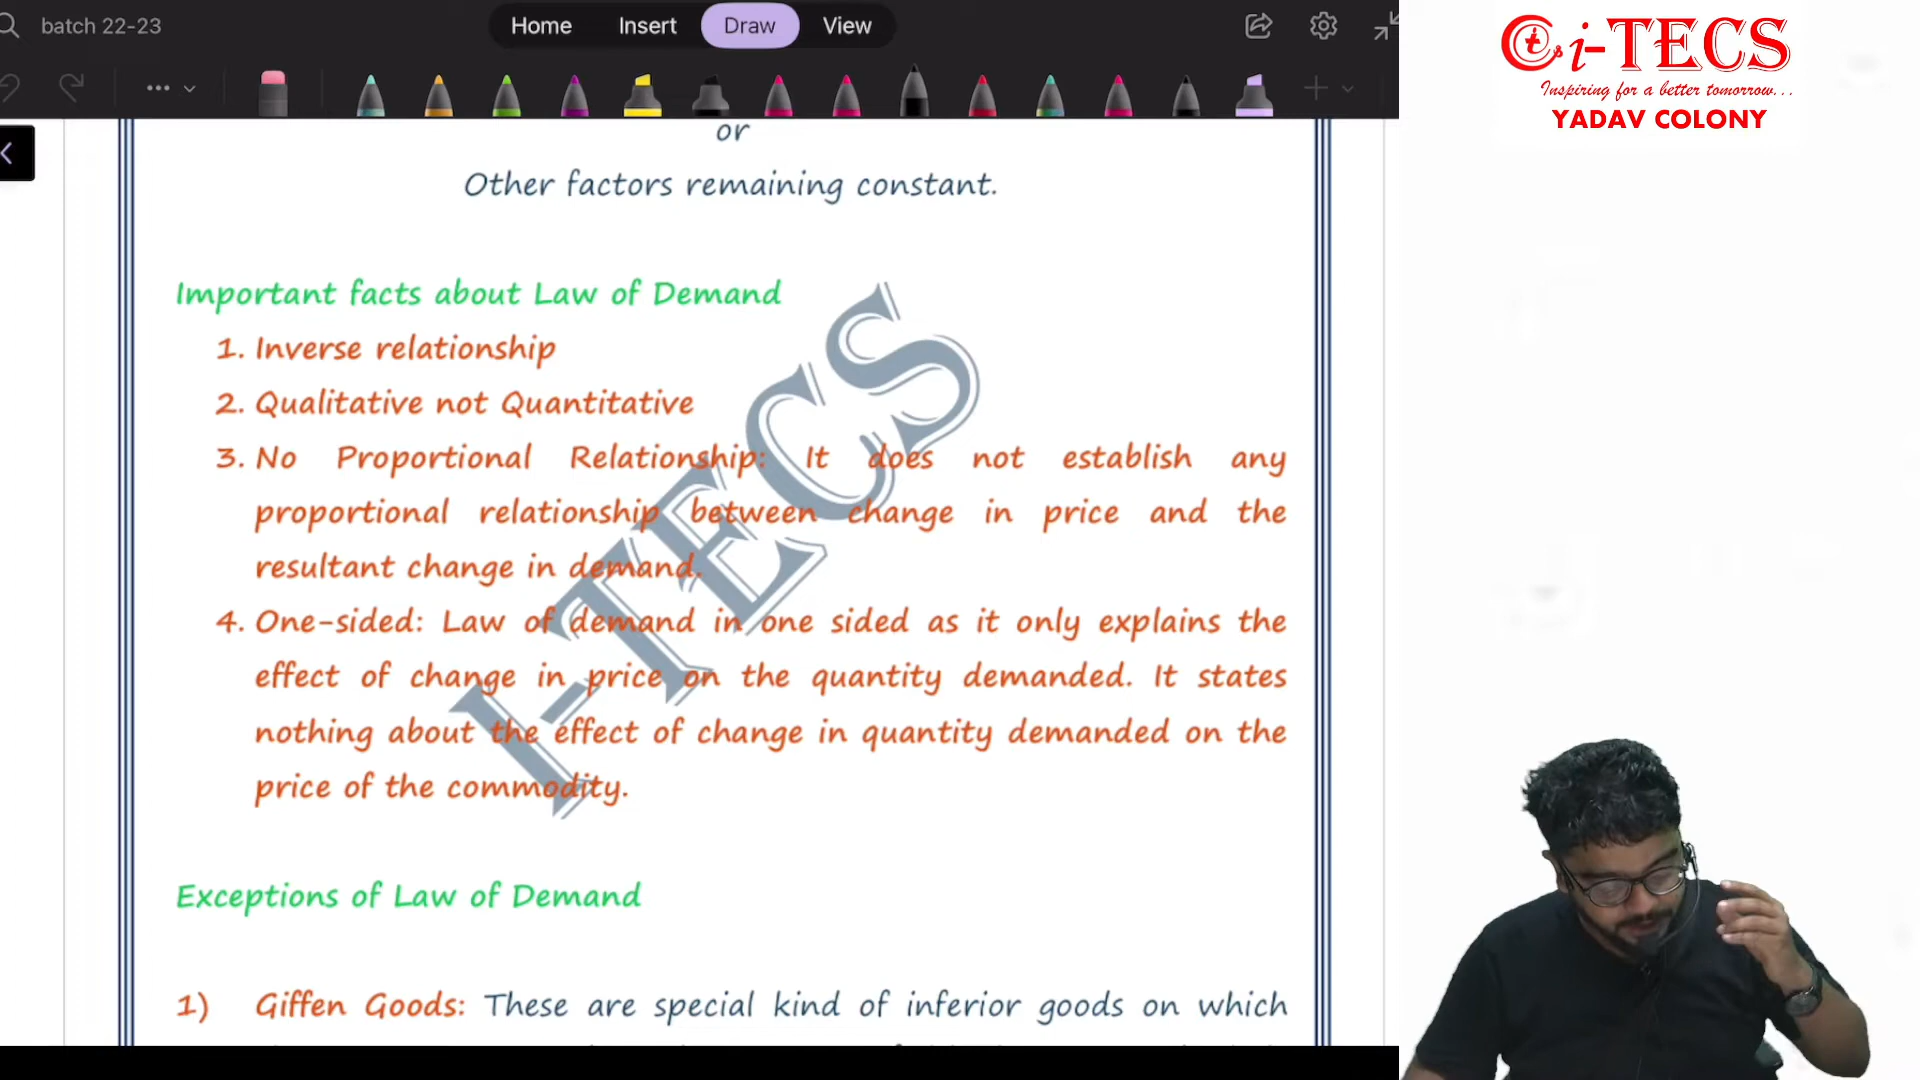 batch 22-23
Home Insert Draw View
i-TECS
Inspiring for a better tomorrow...
YADAV COLONY
or
Other factors remaining constant.
Important facts about Law of Demand
1. Inverse relationship
2. Qualitative not Quantitative
3. No Proportional Relationship: It does not establish any
proportional relationship between change in price and the
resultant change in demand.
4. One-sided: Law of demand in one sided as it only explains the
effect of change in price on the quantity demanded. It states
nothing about the effect of change in quantity demanded on the
price of the commodity.
I-TECS
Exceptions of Law of Demand
1) Giffen Goods: These are special kind of inferior goods on which